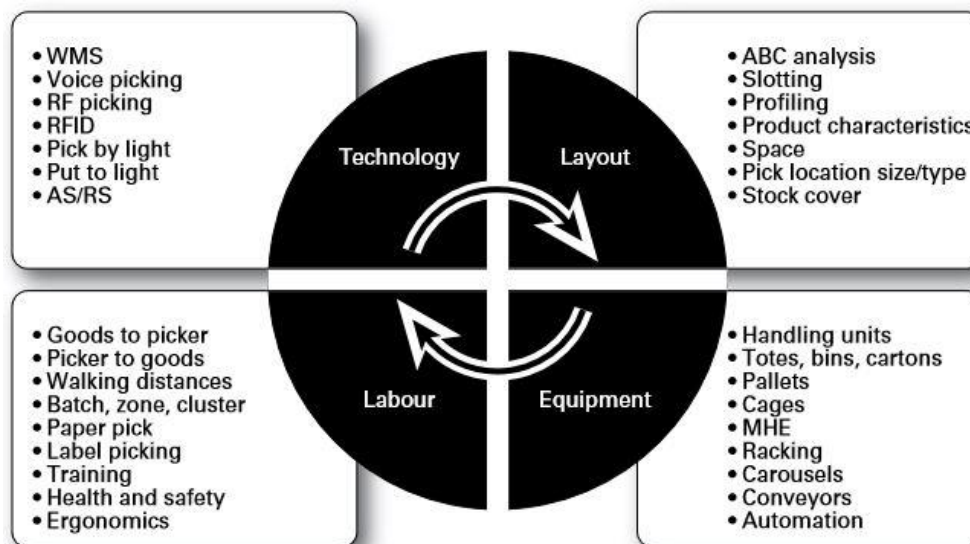 • WMS
• Voice picking
• RF picking
• RFID
• Pick by light
• Put to light
• AS/RS
Technology
Layout
• ABC analysis
• Slotting
• Profiling
• Product characteristics
• Space
• Pick location size/type
• Stock cover
• Goods to picker
• Picker to goods
• Walking distances
• Batch, zone, cluster
• Paper pick
• Label picking
• Training
• Health and safety
• Ergonomics
Labour
Equipment
• Handling units
• Totes, bins, cartons
• Pallets
• Cages
• MHE
• Racking
• Carousels
• Conveyors
• Automation